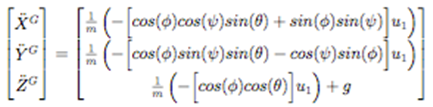 [Ẍ^G] = [1/m (−[cos(ϕ)cos(ψ)sin(θ) + sin(ϕ)sin(ψ)]u₁)]
[Ÿ^G] = [1/m (−[cos(ϕ)sin(ψ)sin(θ) − cos(ψ)sin(ϕ)]u₁)]
[Z̈^G] = [1/m (−[cos(ϕ)cos(θ)]u₁) + g]